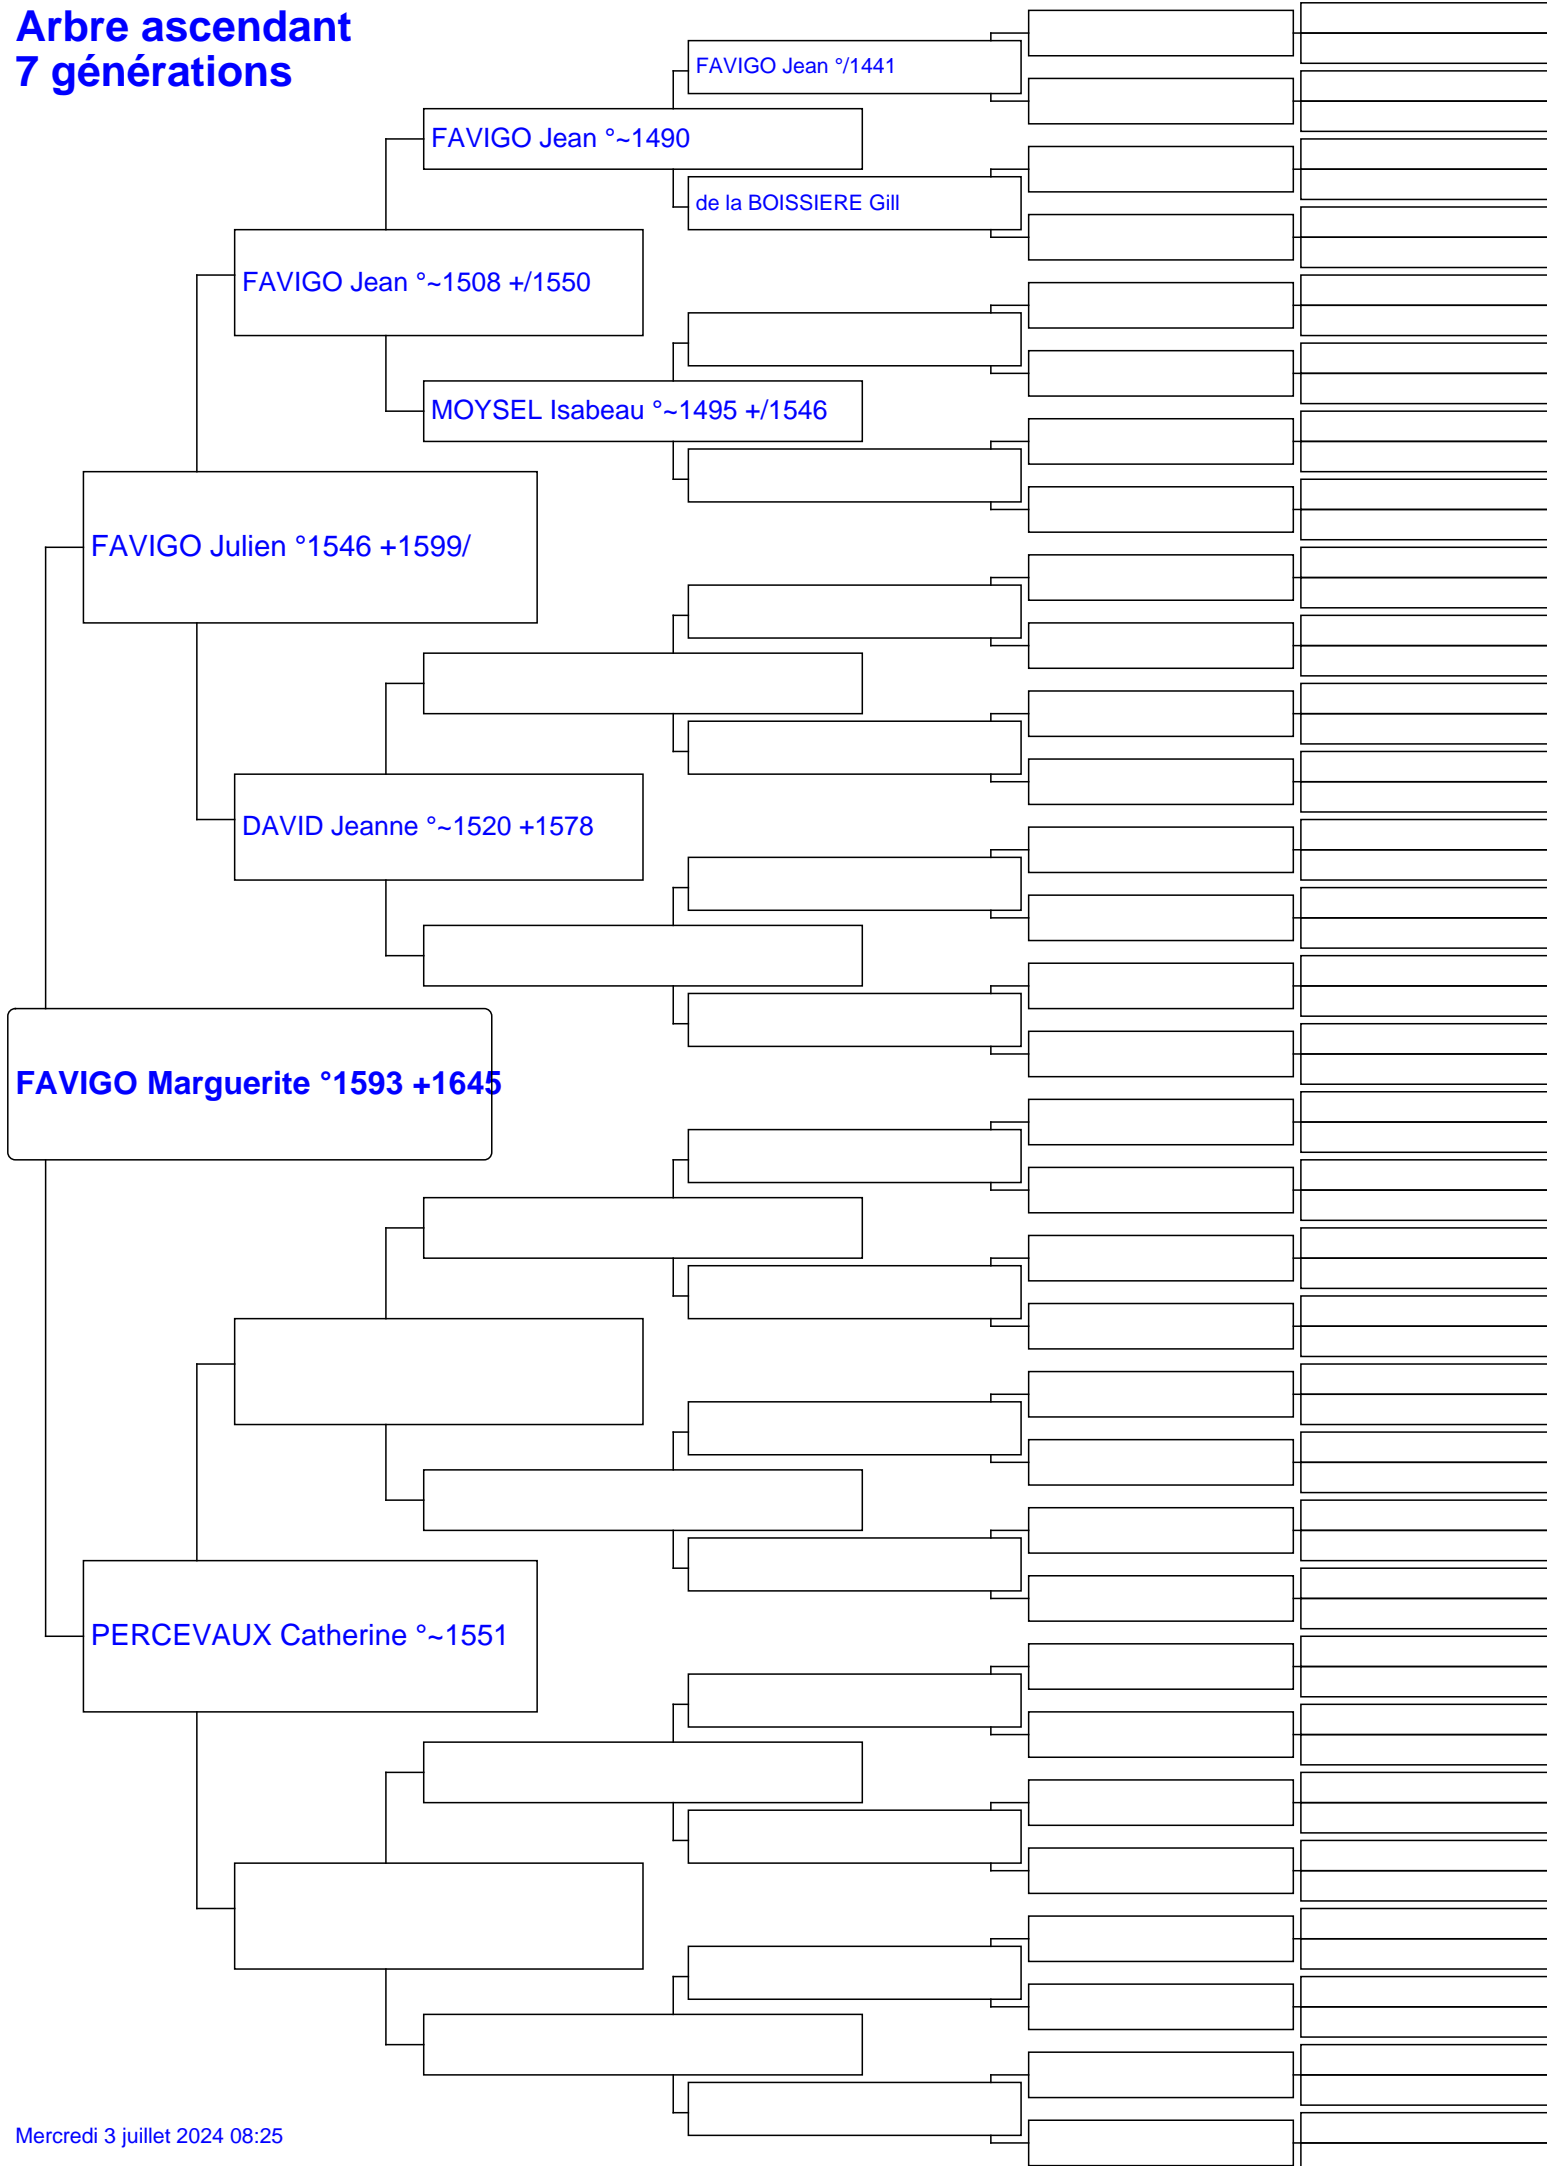 Arbre ascendant
7 générations
FAVIGO Jean °/1441
FAVIGO Jean °~1490
de la BOISSIERE Gill
FAVIGO Jean °~1508 +/1550
MOYSEL Isabeau °~1495 +/1546
FAVIGO Julien °1546 +1599/
DAVID Jeanne °~1520 +1578
FAVIGO Marguerite °1593 +1645
PERCEVAUX Catherine °~1551
Mercredi 3 juillet 2024 08:25